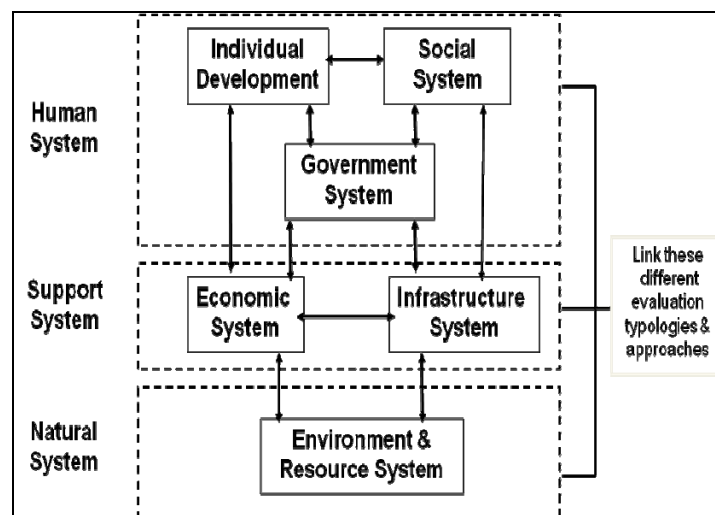 Individual
Development
Social
System
Human
System
Government
System
Support
System
Economic
System
Infrastructure
System
Link these
different
evaluation
typologies &
approaches
Natural
System
Environment &
Resource System